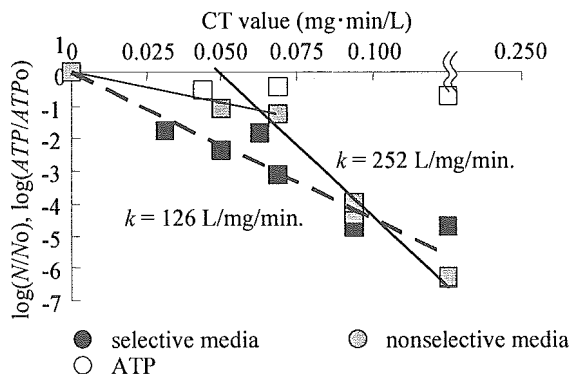 CT value (mg·min/L)
1
0 0.025 0.050 0.075 0.100 0.250
0
-1
-2
-3
-4
-5
-6
-7
log(N/No), log(ATP/ATPo)
k = 252 L/mg/min.
k = 126 L/mg/min.
selective media
nonselective media
ATP